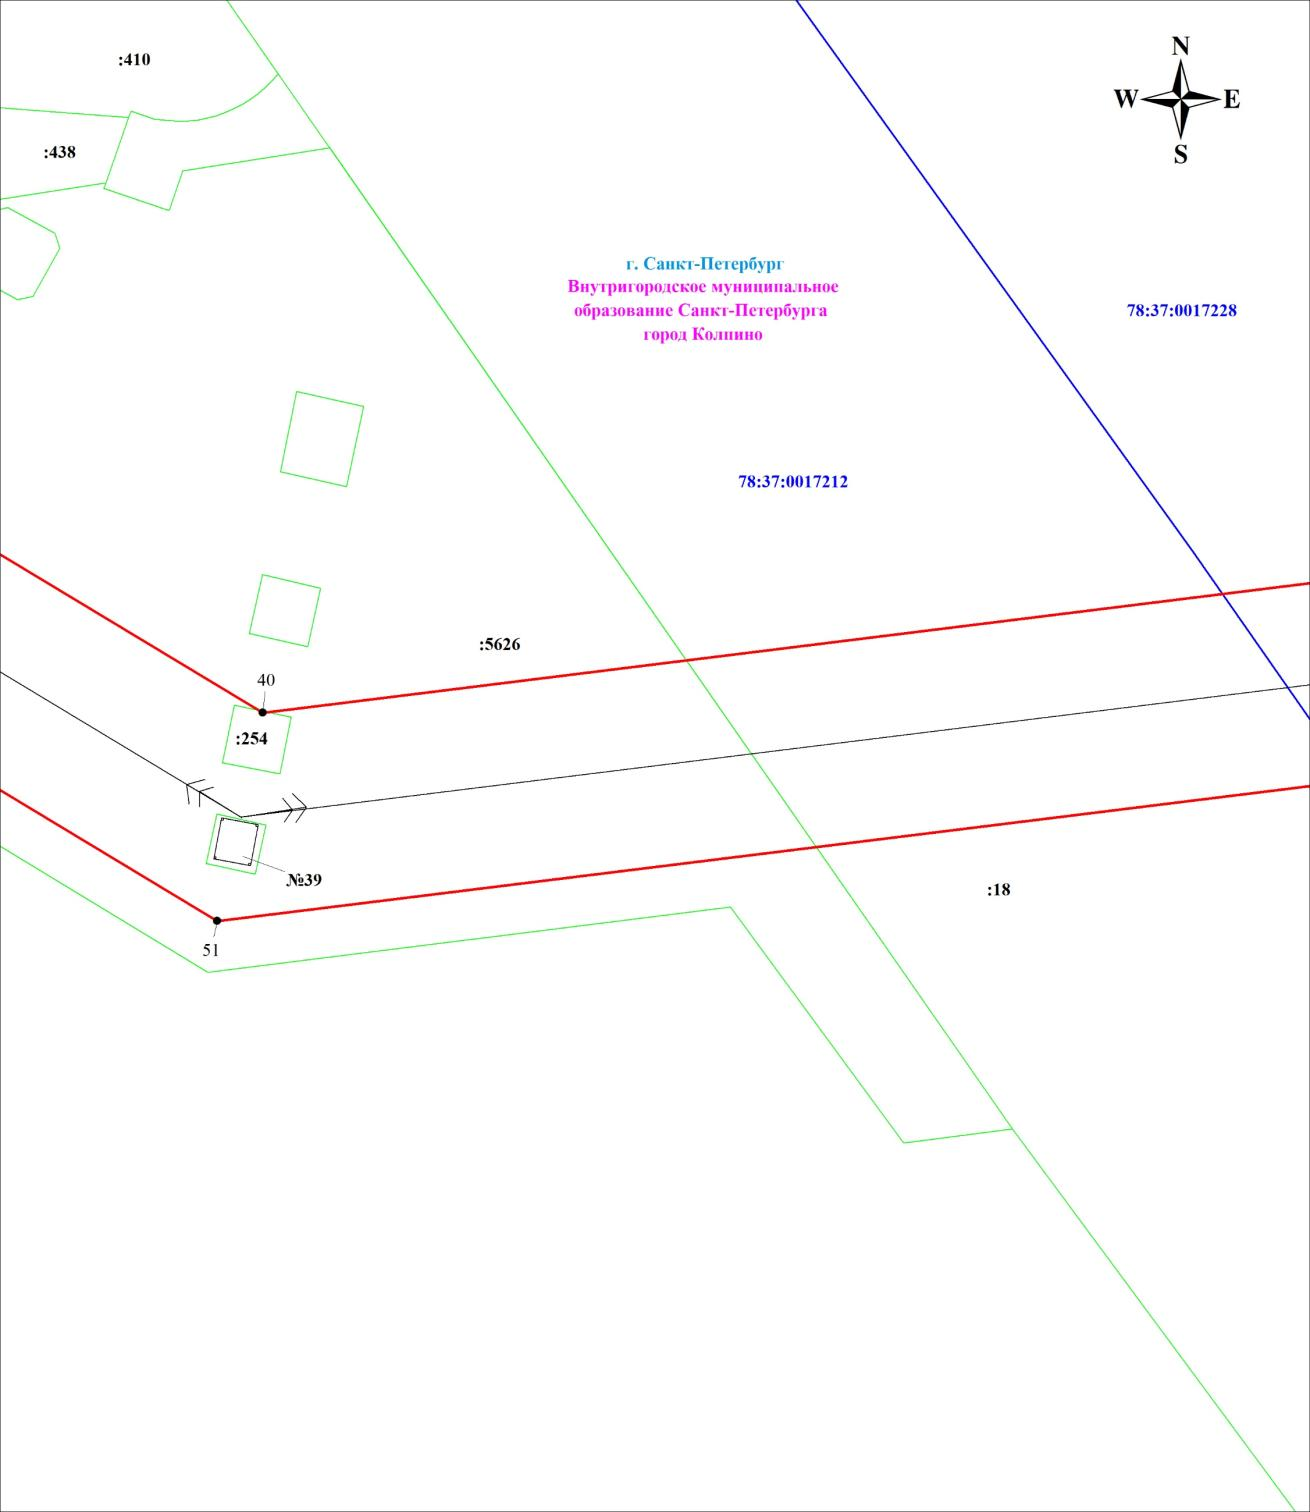 N
:410
W E
:438
S
г. Санкт-Петербург
Внутригородское муниципальное
образование Санкт-Петербурга
город Колпино
78:37:0017228
78:37:0017212
:5626
40
:254
№39
:18
51